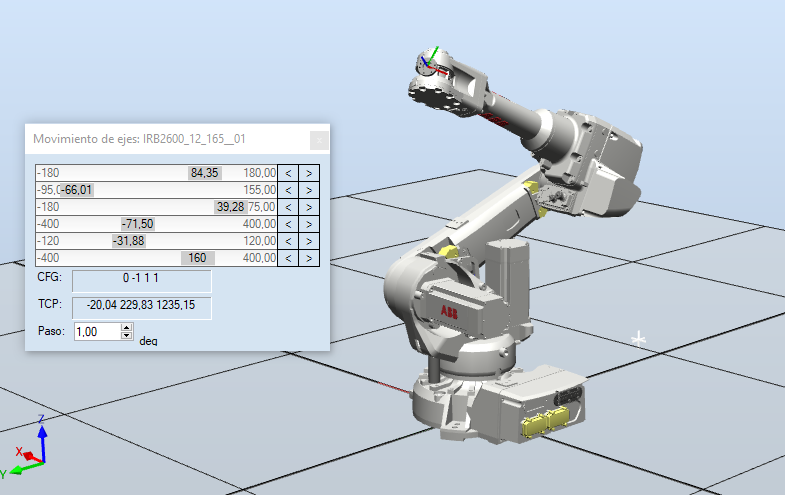 Movimiento de ejes: IRB2600_12_165__01
-180 84,35 180,00 < >
-95,0 -66,01 155,00 < >
-180 39,28 75,00 < >
-400 -71,50 400,00 < >
-120 -31,88 120,00 < >
-400 160 400,00 < >
CFG: 0 -1 1 1
TCP: -20,04 229,83 1235,15
Paso: 1,00 deg
ABB
Z
X
Y